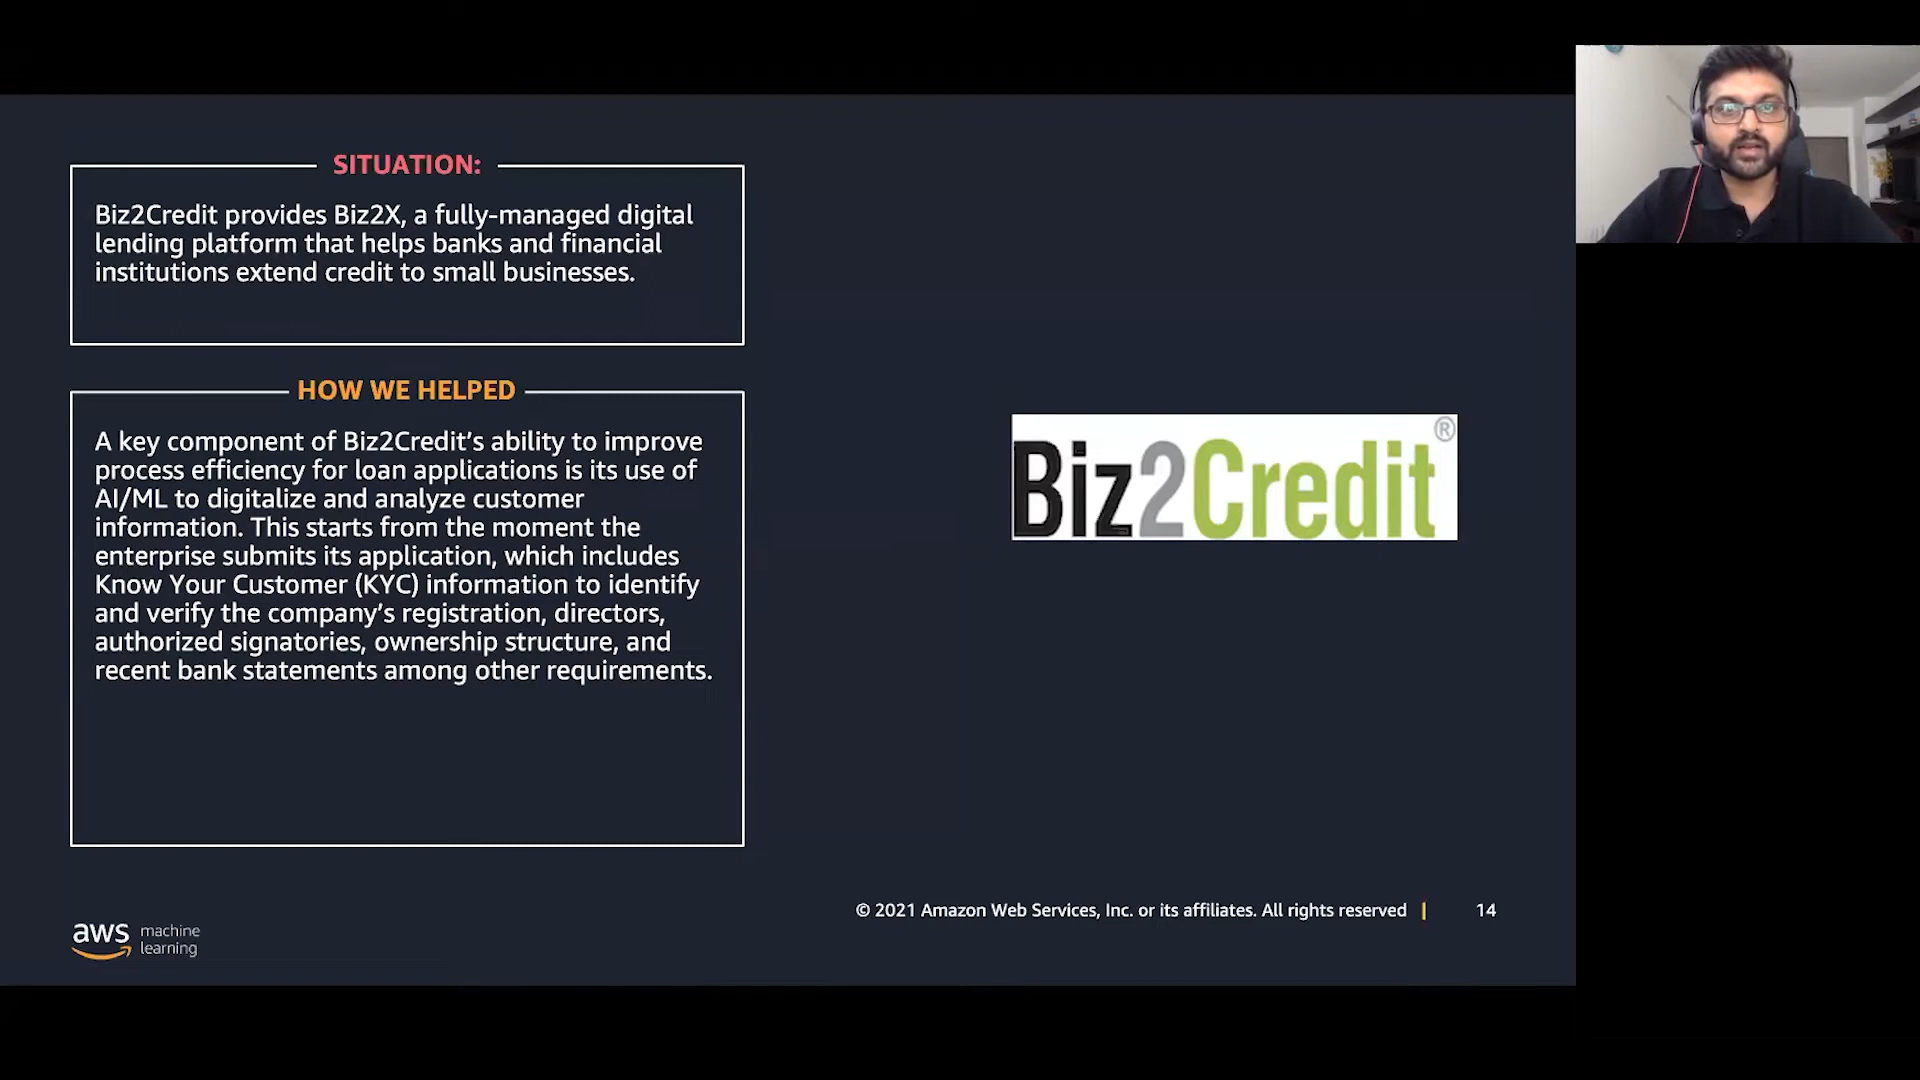 SITUATION:
Biz2Credit provides Biz2X, a fully-managed digital
lending platform that helps banks and financial
institutions extend credit to small businesses.
HOW WE HELPED
A key component of Biz2Credit’s ability to improve
process efficiency for loan applications is its use of
AI/ML to digitalize and analyze customer
information. This starts from the moment the
enterprise submits its application, which includes
Know Your Customer (KYC) information to identify
and verify the company’s registration, directors,
authorized signatories, ownership structure, and
recent bank statements among other requirements.
Biz2Credit®
© 2021 Amazon Web Services, Inc. or its affiliates. All rights reserved | 14
aws machine
learning